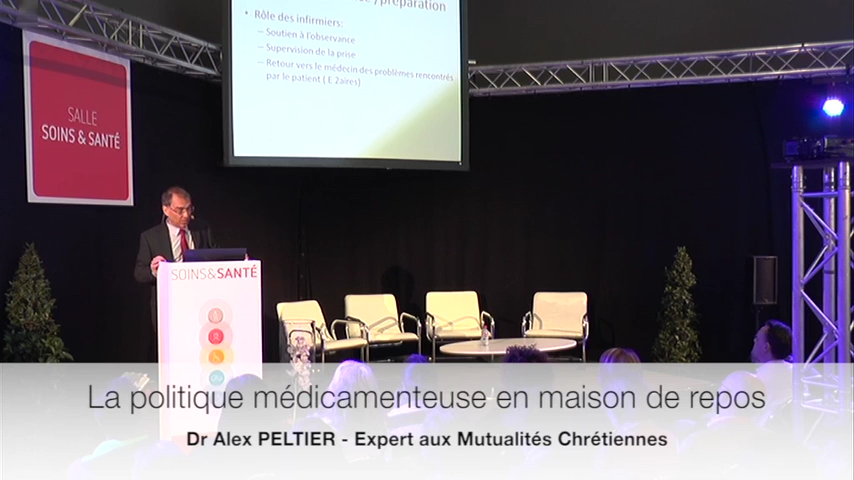 /préparation
• Rôle des infirmiers:
– Soutien à l'observance
– Supervision de la prise
– Retour vers le médecin des problèmes rencontrés
par le patient ( E 2aires)
SALLE
SOINS & SANTÉ
SOINS&SANTÉ
La politique médicamenteuse en maison de repos
Dr Alex PELTIER - Expert aux Mutualités Chrétiennes